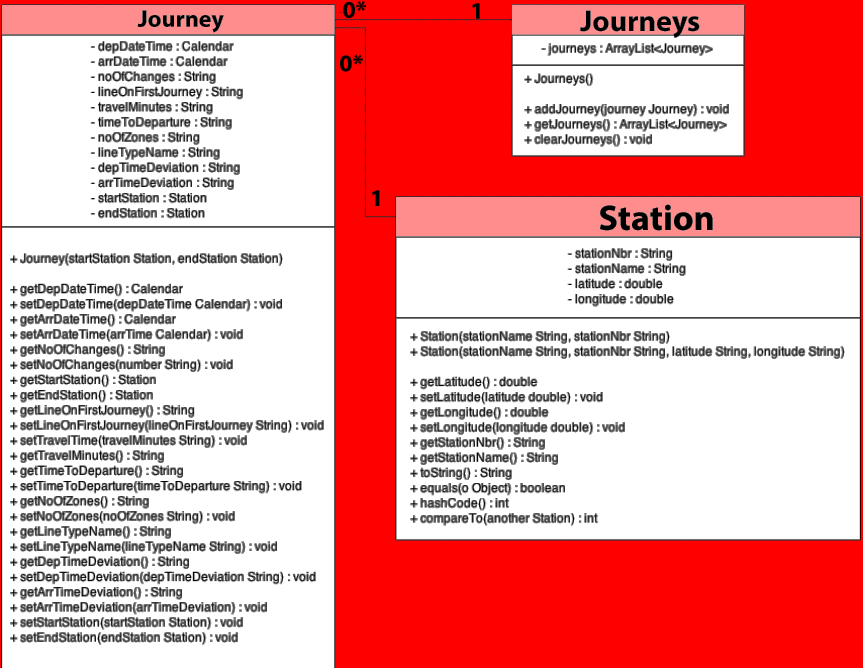 Journey
- depDateTime : Calendar
- arrDateTime : Calendar
- noOfChanges : String
- lineOnFirstJourney : String
- travelMinutes : String
- timeToDeparture : String
- noOfZones : String
- lineTypeName : String
- depTimeDeviation : String
- arrTimeDeviation : String
- startStation : Station
- endStation : Station
+ Journey(startStation Station, endStation Station)
+ getDepDateTime() : Calendar
+ setDepDateTime(depDateTime Calendar) : void
+ getArrDateTime() : Calendar
+ setArrDateTime(arrTime Calendar) : void
+ getNoOfChanges() : String
+ setNoOfChanges(number String) : void
+ getStartStation() : Station
+ getEndStation() : Station
+ getLineOnFirstJourney() : String
+ setLineOnFirstJourney(lineOnFirstJourney String) : void
+ setTravelTime(travelMinutes String) : void
+ getTravelMinutes() : String
+ getTimeToDeparture() : String
+ setTimeToDeparture(timeToDeparture String) : void
+ getNoOfZones() : String
+ setNoOfZones(noOfZones String) : void
+ getLineTypeName() : String
+ setLineTypeName(lineTypeName String) : void
+ getDepTimeDeviation() : String
+ setDepTimeDeviation(depTimeDeviation String) : void
+ getArrTimeDeviation() : String
+ setArrTimeDeviation(arrTimeDeviation) : void
+ setStartStation(startStation Station) : void
+ setEndStation(endStation Station) : void
0*
1
0*
1
Journeys
- journeys : ArrayList<Journey>
+ Journeys()
+ addJourney(journey Journey) : void
+ getJourneys() : ArrayList<Journey>
+ clearJourneys() : void
Station
- stationNbr : String
- stationName : String
- latitude : double
- longitude : double
+ Station(stationName String, stationNbr String)
+ Station(stationName String, stationNbr String, latitude String, longitude String)
+ getLatitude() : double
+ setLatitude(latitude double) : void
+ getLongitude() : double
+ setLongitude(longitude double) : void
+ getStationNbr() : String
+ getStationName() : String
+ toString() : String
+ equals(o Object) : boolean
+ hashCode() : int
+ compareTo(another Station) : int